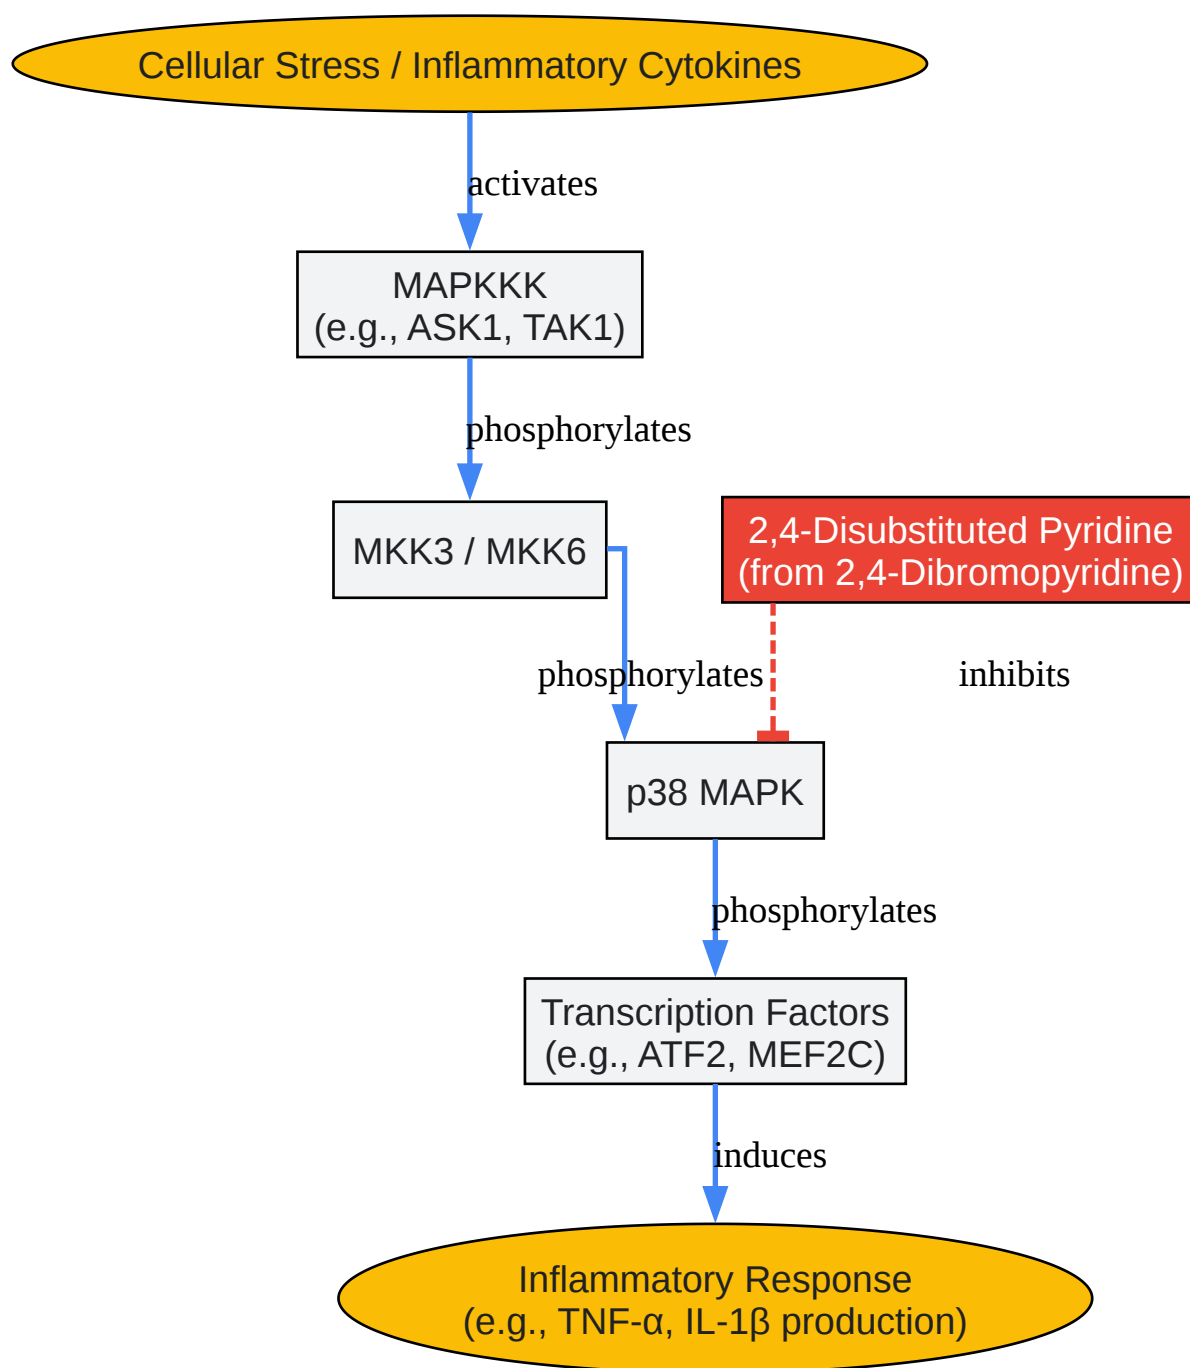 Cellular Stress / Inflammatory Cytokines
activates
MAPKKK
(e.g., ASK1, TAK1)
phosphorylates
MKK3 / MKK6
2,4-Disubstituted Pyridine
(from 2,4-Dibromopyridine)
phosphorylates
inhibits
p38 MAPK
phosphorylates
Transcription Factors
(e.g., ATF2, MEF2C)
induces
Inflammatory Response
(e.g., TNF-α, IL-1β production)